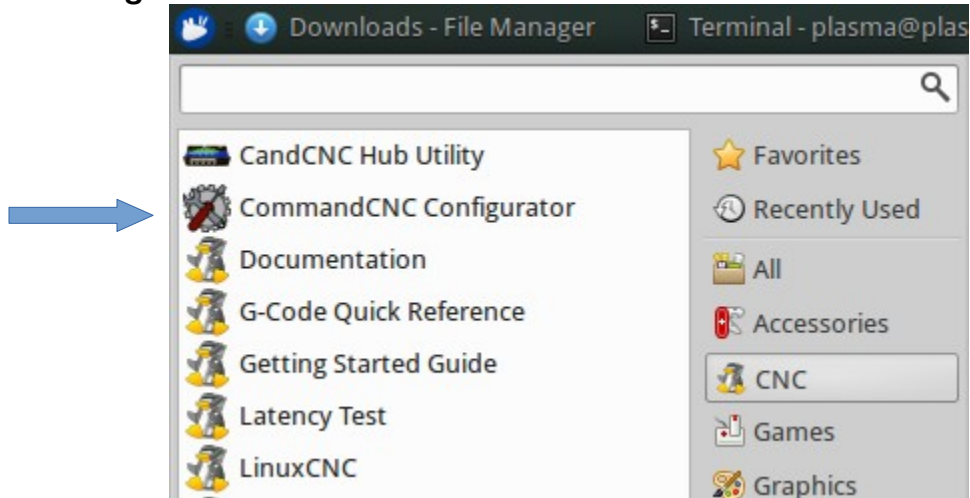 Downloads - File Manager
Terminal - plasma@plas
CandCNC Hub Utility
CommandCNC Configurator
Documentation
G-Code Quick Reference
Getting Started Guide
Latency Test
LinuxCNC
Favorites
Recently Used
All
Accessories
CNC
Games
Graphics